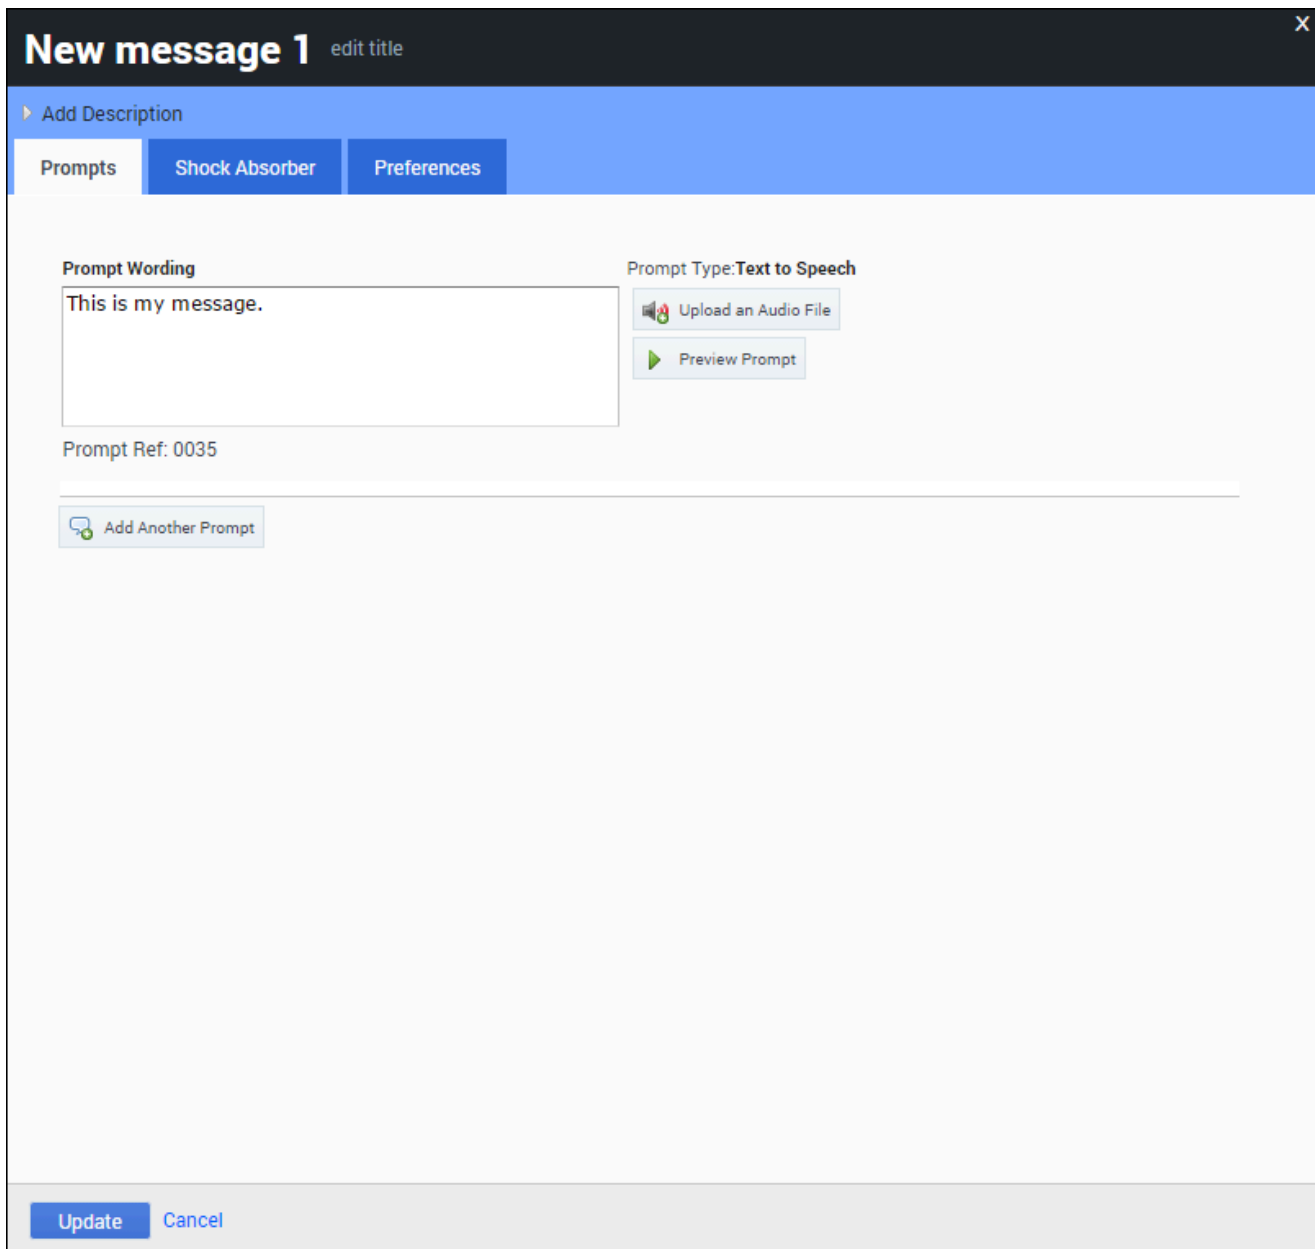 X
New message 1 edit title
Add Description
Prompts Shock Absorber Preferences
Prompt Wording Prompt Type:Text to Speech
This is my message.
Upload an Audio File
Preview Prompt
Prompt Ref: 0035
Add Another Prompt
Update Cancel